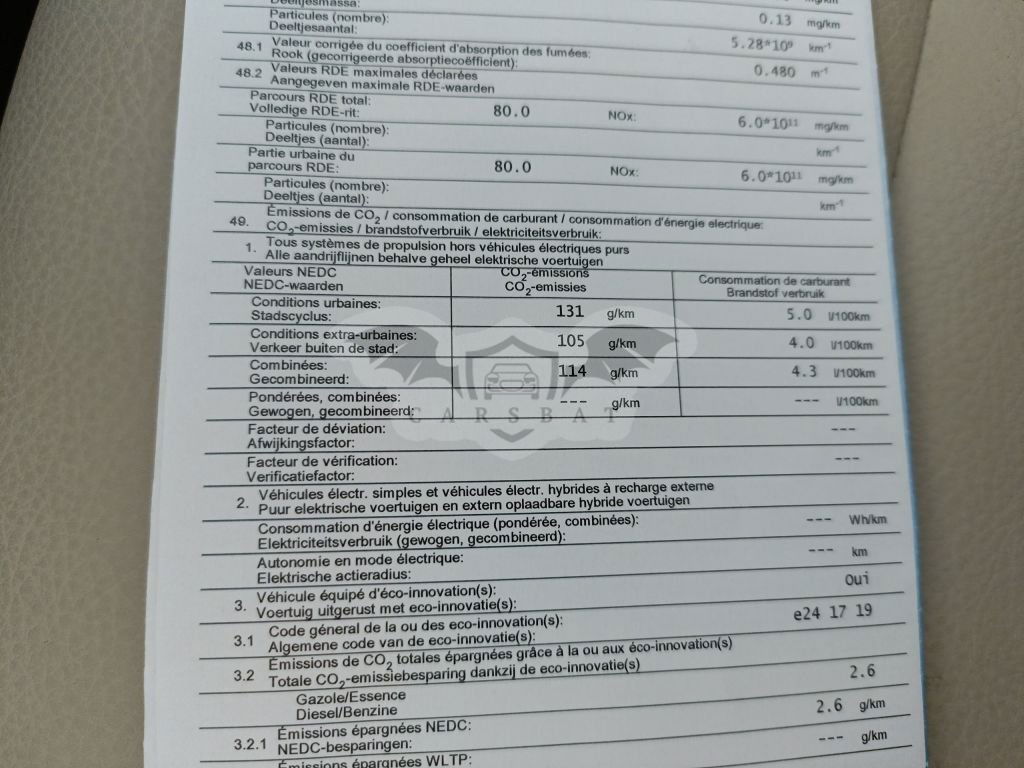 Deeltjesmassa: mg/km
Particules (nombre): 0.13 mg/km
Deeltjesaantal:
48.1 Valeur corrigée du coefficient d'absorption des fumées: 5.28*10⁹ km⁻¹
Rook (gecorrigeerde absorptiecoëfficient):
48.2 Valeurs RDE maximales déclarées 0.480 m⁻¹
Aangegeven maximale RDE-waarden
Parcours RDE total:
Volledige RDE-rit: 80.0 NOx: 6.0*10¹¹ mg/km
Particules (nombre):
Deeltjes (aantal): km⁻¹
Partie urbaine du
parcours RDE: 80.0 NOx: 6.0*10¹¹ mg/km
Particules (nombre):
Deeltjes (aantal): km⁻¹
49. Émissions de CO₂ / consommation de carburant / consommation d'énergie electrique:
CO₂-emissies / brandstofverbruik / elektriciteitsverbruik:
1. Tous systèmes de propulsion hors véhicules électriques purs
Alle aandrijflijnen behalve geheel elektrische voertuigen
Valeurs NEDC CO₂-émissions Consommation de carburant
NEDC-waarden CO₂-emissies Brandstof verbruik
Conditions urbaines: 131 g/km 5.0 l/100km
Stadscyclus:
Conditions extra-urbaines: 105 g/km 4.0 l/100km
Verkeer buiten de stad:
Combinées: 114 g/km 4.3 l/100km
Gecombineerd:
Pondérées, combinées: --- g/km --- l/100km
Gewogen, gecombineerd:
CARSBAT
Facteur de déviation: ---
Afwijkingsfactor:
Facteur de vérification: ---
Verificatiefactor:
2. Véhicules électr. simples et véhicules électr. hybrides à recharge externe
Puur elektrische voertuigen en extern oplaadbare hybride voertuigen
Consommation d'énergie électrique (pondérée, combinées): --- Wh/km
Elektriciteitsverbruik (gewogen, gecombineerd):
Autonomie en mode électrique: --- km
Elektrische actieradius:
3. Véhicule équipé d'éco-innovation(s): Oui
Voertuig uitgerust met eco-innovatie(s):
3.1 Code géneral de la ou des eco-innovation(s): e24 17 19
Algemene code van de eco-innovatie(s):
3.2 Émissions de CO₂ totales épargnées grâce à la ou aux éco-innovation(s)
Totale CO₂-emissiebesparing dankzij de eco-innovatie(s) 2.6
Gazole/Essence
Diesel/Benzine 2.6 g/km
3.2.1 Émissions épargnées NEDC:
NEDC-besparingen: --- g/km
Émissions épargnées WLTP: